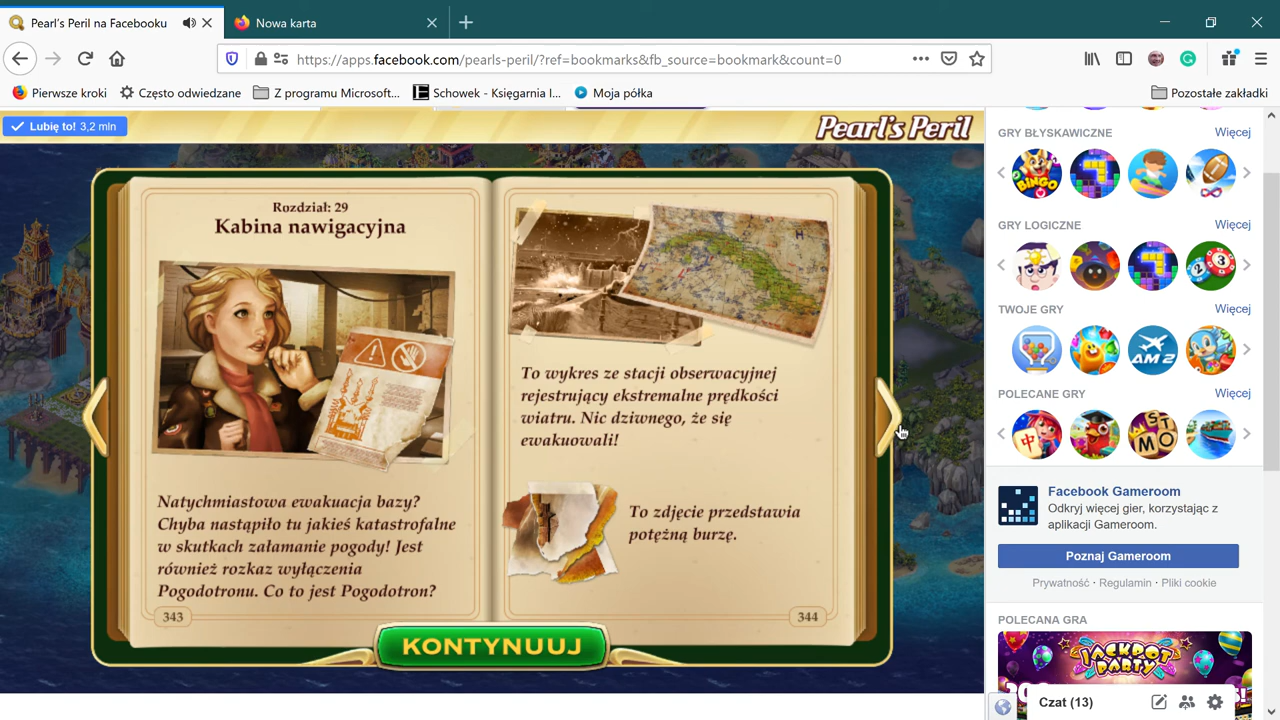 Pearl's Peril na Facebooku
Nowa karta
https://apps.facebook.com/pearls-peril/?ref=bookmarks&fb_source=bookmark&count=0
Pierwsze kroki
Często odwiedzane
Z programu Microsoft...
Schowek - Księgarnia I...
Moja półka
Pozostałe zakładki
Lubię to! 3,2 mln
Pearl's Peril
Rozdział: 29
Kabina nawigacyjna
Natychmiastowa ewakuacja bazy?
Chyba nastąpiło tu jakieś katastrofalne
w skutkach załamanie pogody! Jest
również rozkaz wyłączenia
Pogodotronu. Co to jest Pogodotron?
343
To wykres ze stacji obserwacyjnej
rejestrujący ekstremalne prędkości
wiatru. Nic dziwnego, że się
ewakuowali!
To zdjęcie przedstawia
potężną burzę.
344
KONTYNUUJ
GRY BŁYSKAWICZNE
Więcej
BINGO
GRY LOGICZNE
Więcej
2 3
TWOJE GRY
Więcej
AM 2
POLECANE GRY
Więcej
Facebook Gameroom
Odkryj więcej gier, korzystając z
aplikacji Gameroom.
Poznaj Gameroom
Prywatność · Regulamin · Pliki cookie
POLECANA GRA
JACKPOT
PARTY
Czat (13)